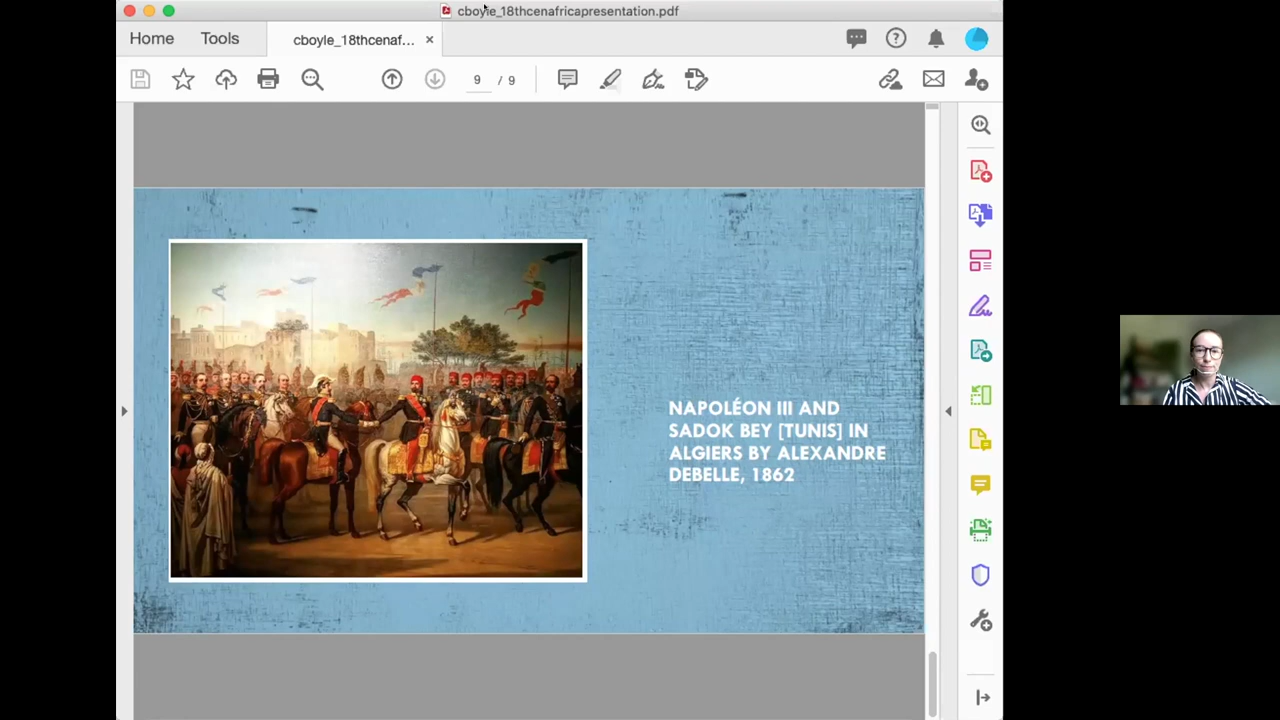 cboyle_18thcenafricapresentation.pdf
Home
Tools
cboyle_18thcenaf...
9 / 9
NAPOLÉON III AND
SADOK BEY [TUNIS] IN
ALGIERS BY ALEXANDRE
DEBELLE, 1862